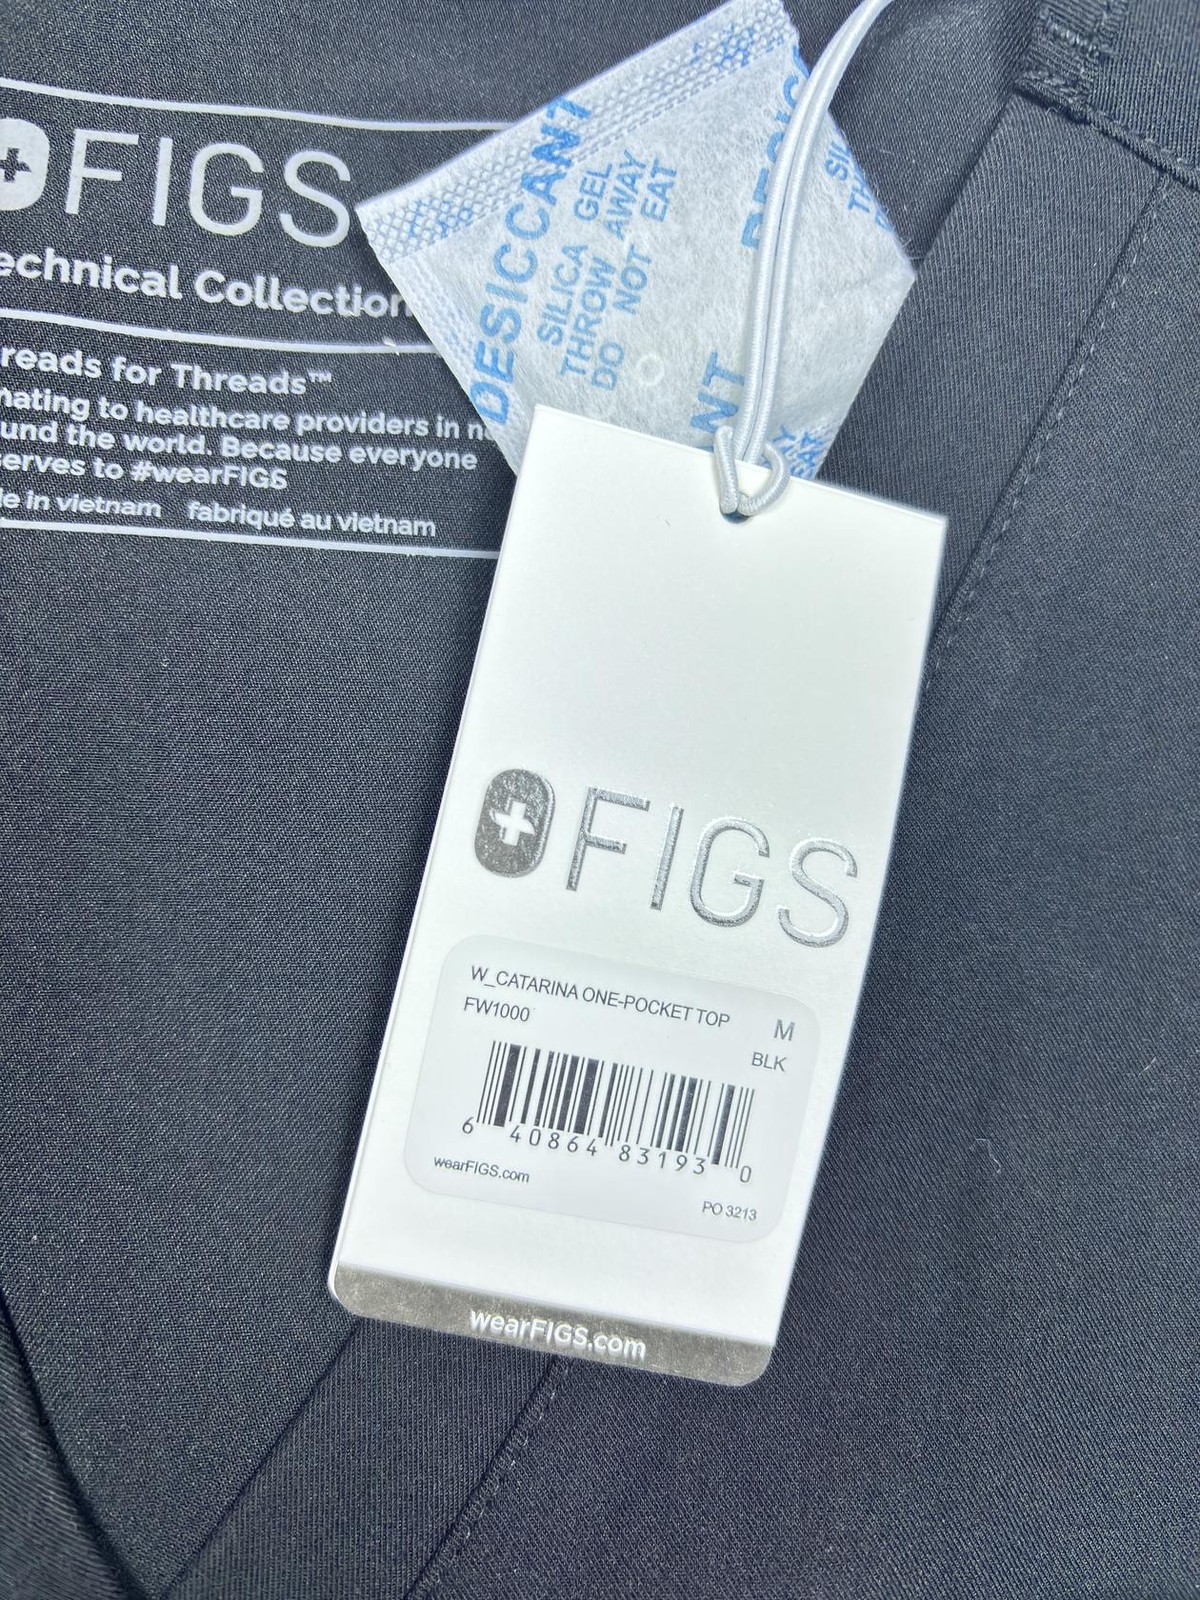 FIGS
echnical Collection
reads for Threads™
nating to healthcare providers in n
und the world. Because everyone
serves to #wearFIGS
e in vietnam fabriqué au vietnam
DESICCANT
SILICA GEL
THROW AWAY
DO NOT EAT
FIGS
W_CATARINA ONE-POCKET TOP
M
FW1000
BLK
6 40864 83193 0
wearFIGS.com
PO 3213
wearFIGS.com